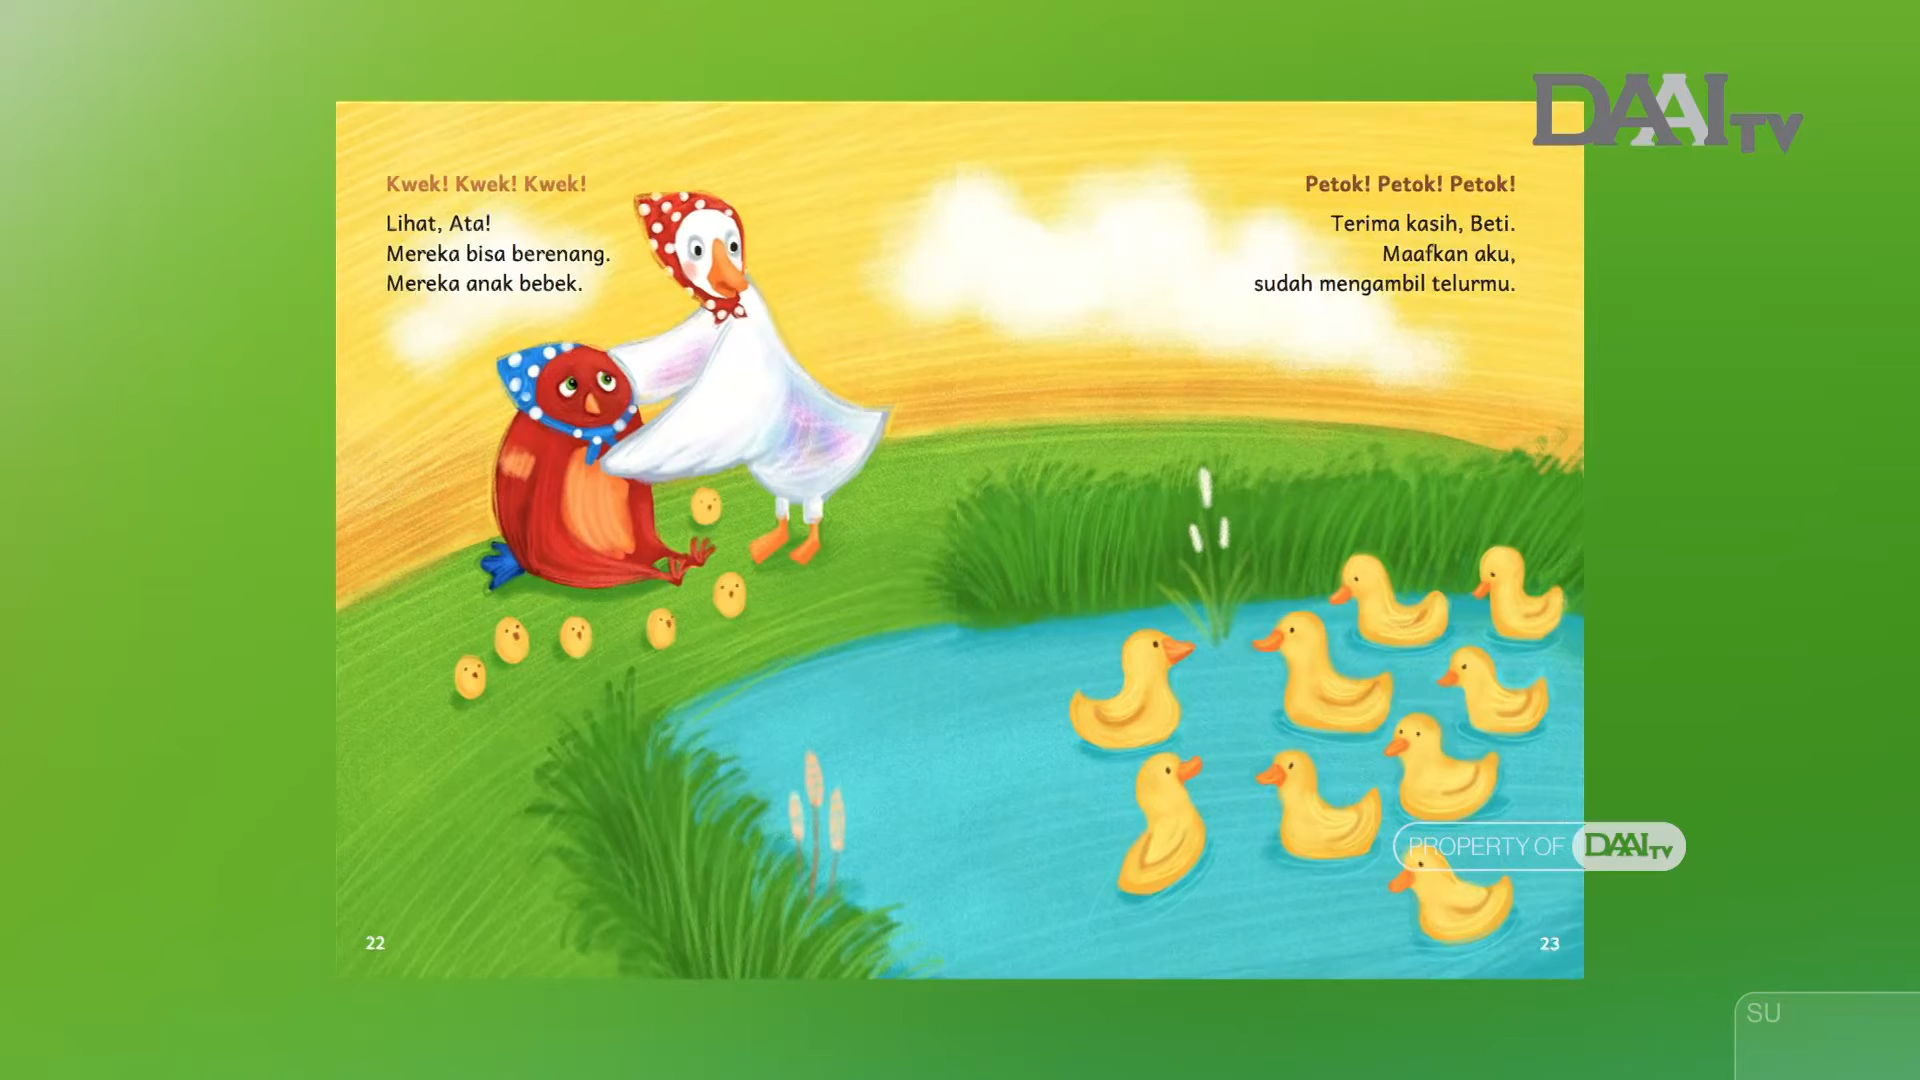 DAAI TV
Kwek! Kwek! Kwek!
Lihat, Ata!
Mereka bisa berenang.
Mereka anak bebek.
Petok! Petok! Petok!
Terima kasih, Beti.
Maafkan aku,
sudah mengambil telurmu.
PROPERTY OF DAAI TV
22
23
SU